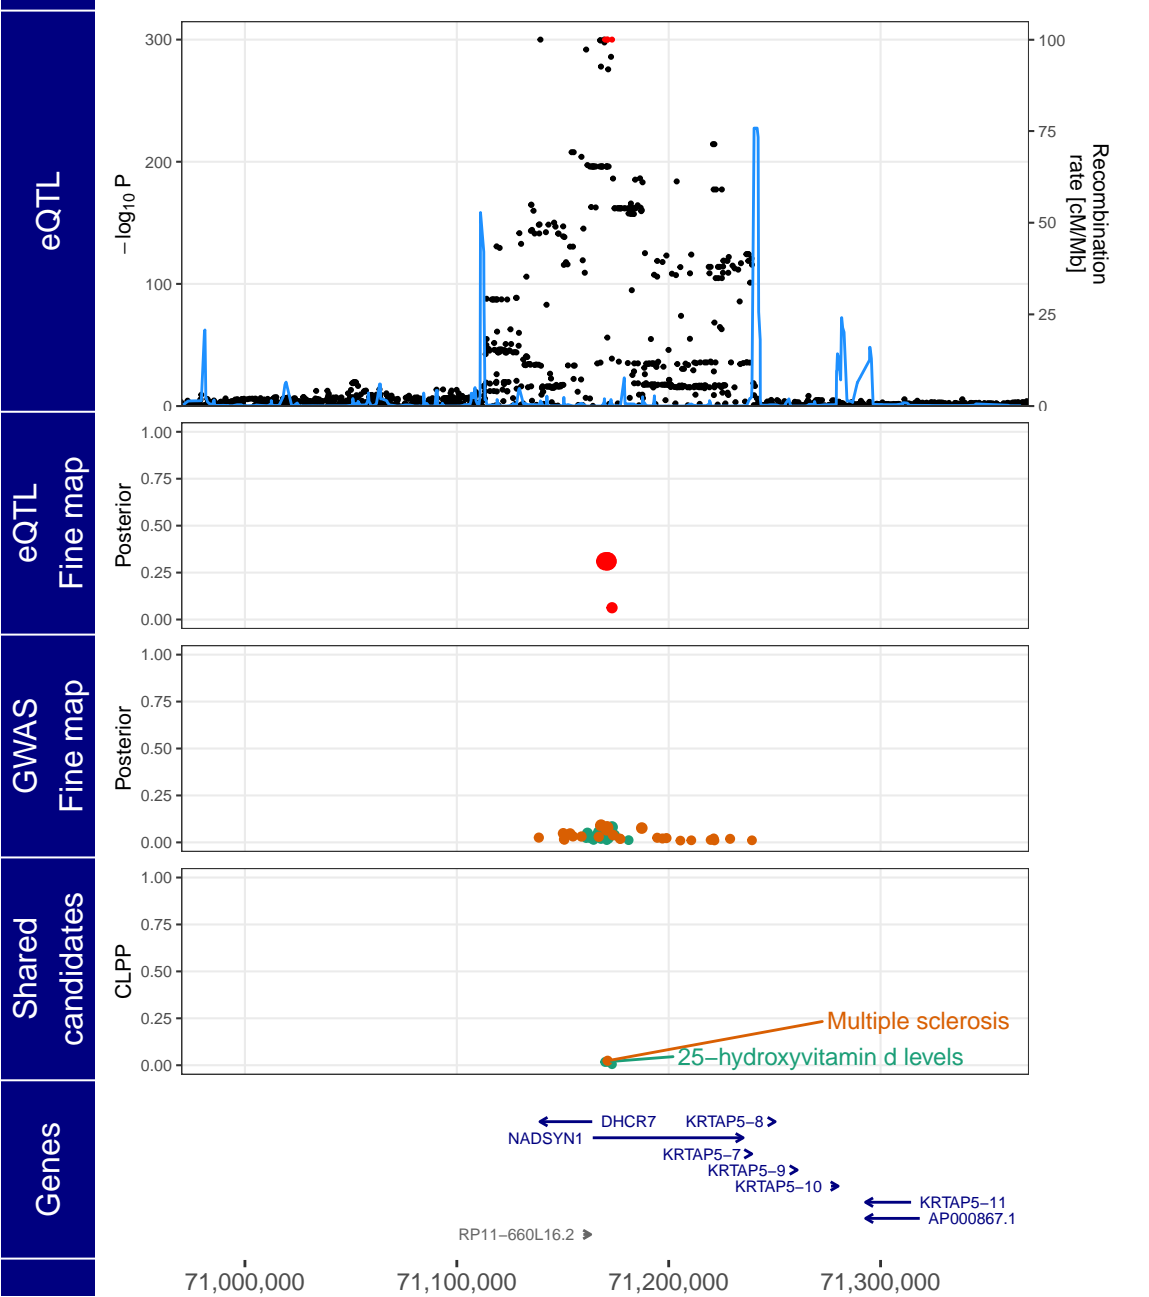 eQTL
−log10 P
300
200
100
0
100
75
50
25
0
Recombination
rate [cM/Mb]
eQTL
Fine map
Posterior
1.00
0.75
0.50
0.25
0.00
GWAS
Fine map
Posterior
1.00
0.75
0.50
0.25
0.00
Shared
candidates
CLPP
1.00
0.75
0.50
0.25
0.00
Multiple sclerosis
25−hydroxyvitamin d levels
Genes
DHCR7 KRTAP5−8
NADSYN1
KRTAP5−7
KRTAP5−9
KRTAP5−10
KRTAP5−11
AP000867.1
RP11−660L16.2
71,000,000 71,100,000 71,200,000 71,300,000